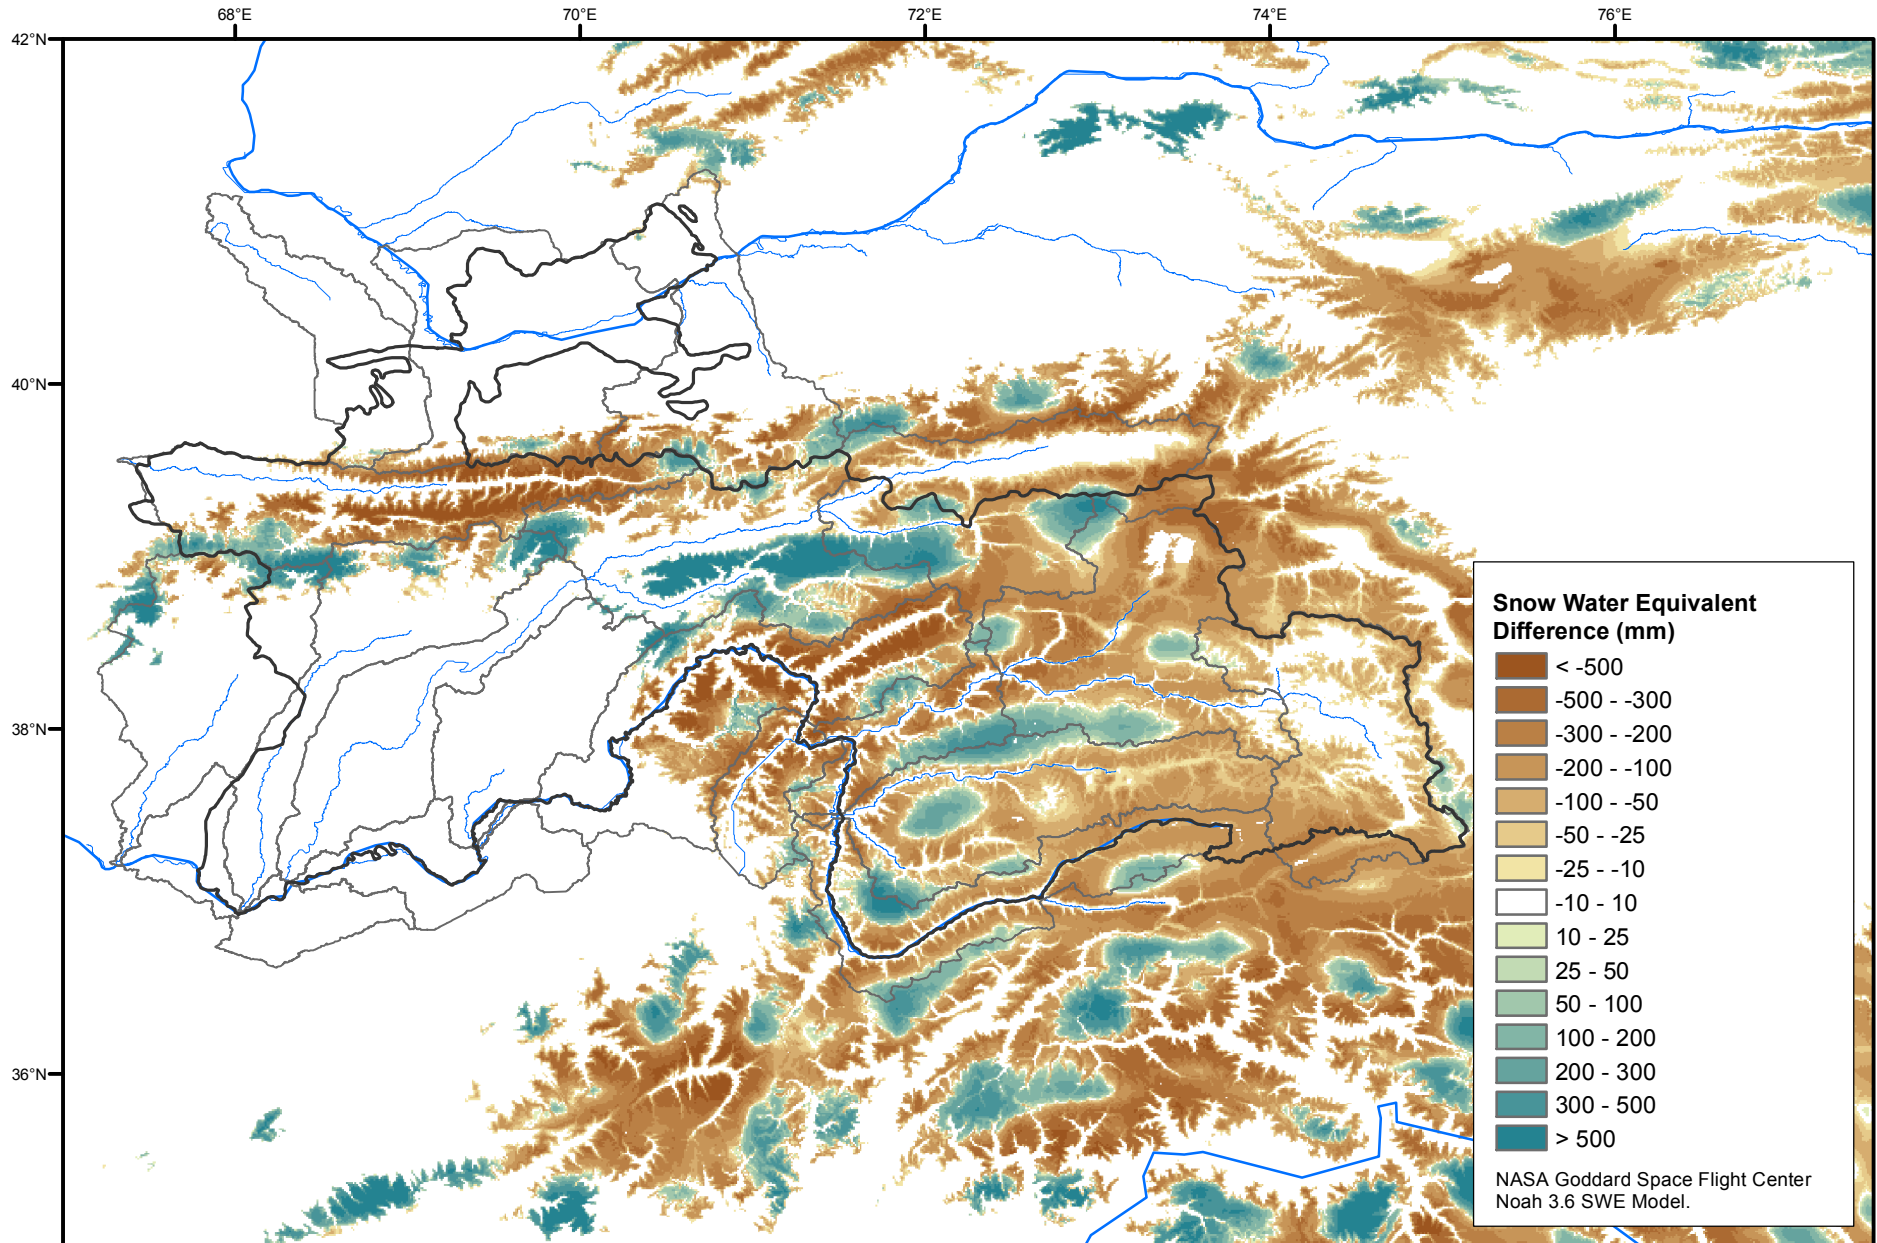 68°E
70°E
72°E
74°E
76°E
42°N
40°N
38°N
36°N
Snow Water Equivalent
Difference (mm)
< -500
-500 - -300
-300 - -200
-200 - -100
-100 - -50
-50 - -25
-25 - -10
-10 - 10
10 - 25
25 - 50
50 - 100
100 - 200
200 - 300
300 - 500
> 500
NASA Goddard Space Flight Center
Noah 3.6 SWE Model.